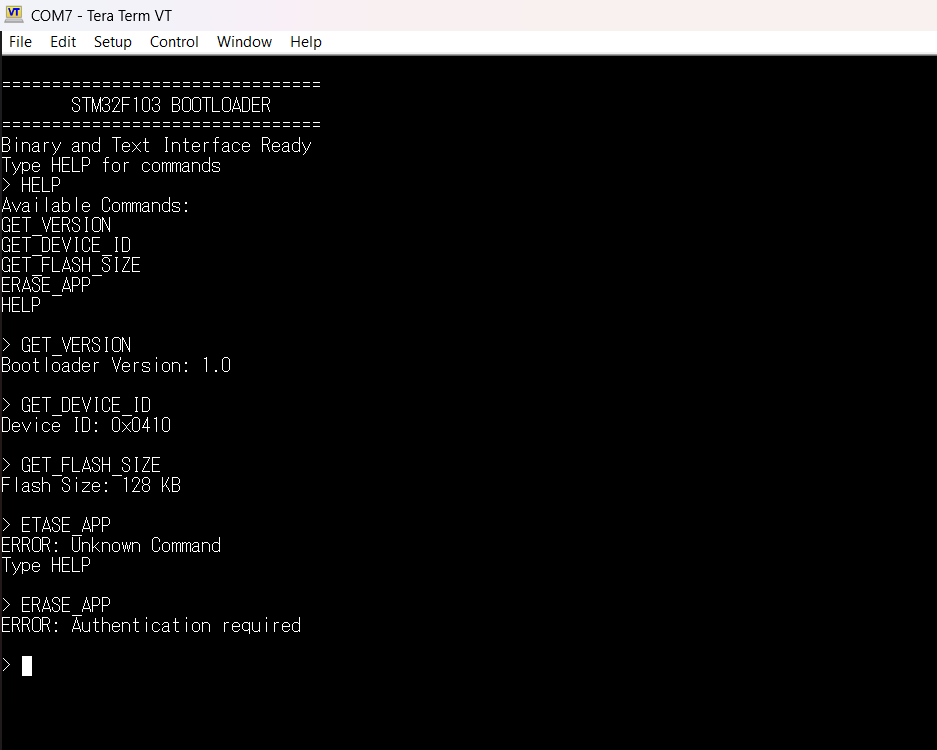 VT
COM7 - Tera Term VT
File Edit Setup Control Window Help
================================
STM32F103 BOOTLOADER
================================
Binary and Text Interface Ready
Type HELP for commands
> HELP
Available Commands:
GET_VERSION
GET_DEVICE_ID
GET_FLASH_SIZE
ERASE_APP
HELP
> GET_VERSION
Bootloader Version: 1.0
> GET_DEVICE_ID
Device ID: 0x0410
> GET_FLASH_SIZE
Flash Size: 128 KB
> ETASE_APP
ERROR: Unknown Command
Type HELP
> ERASE_APP
ERROR: Authentication required
>